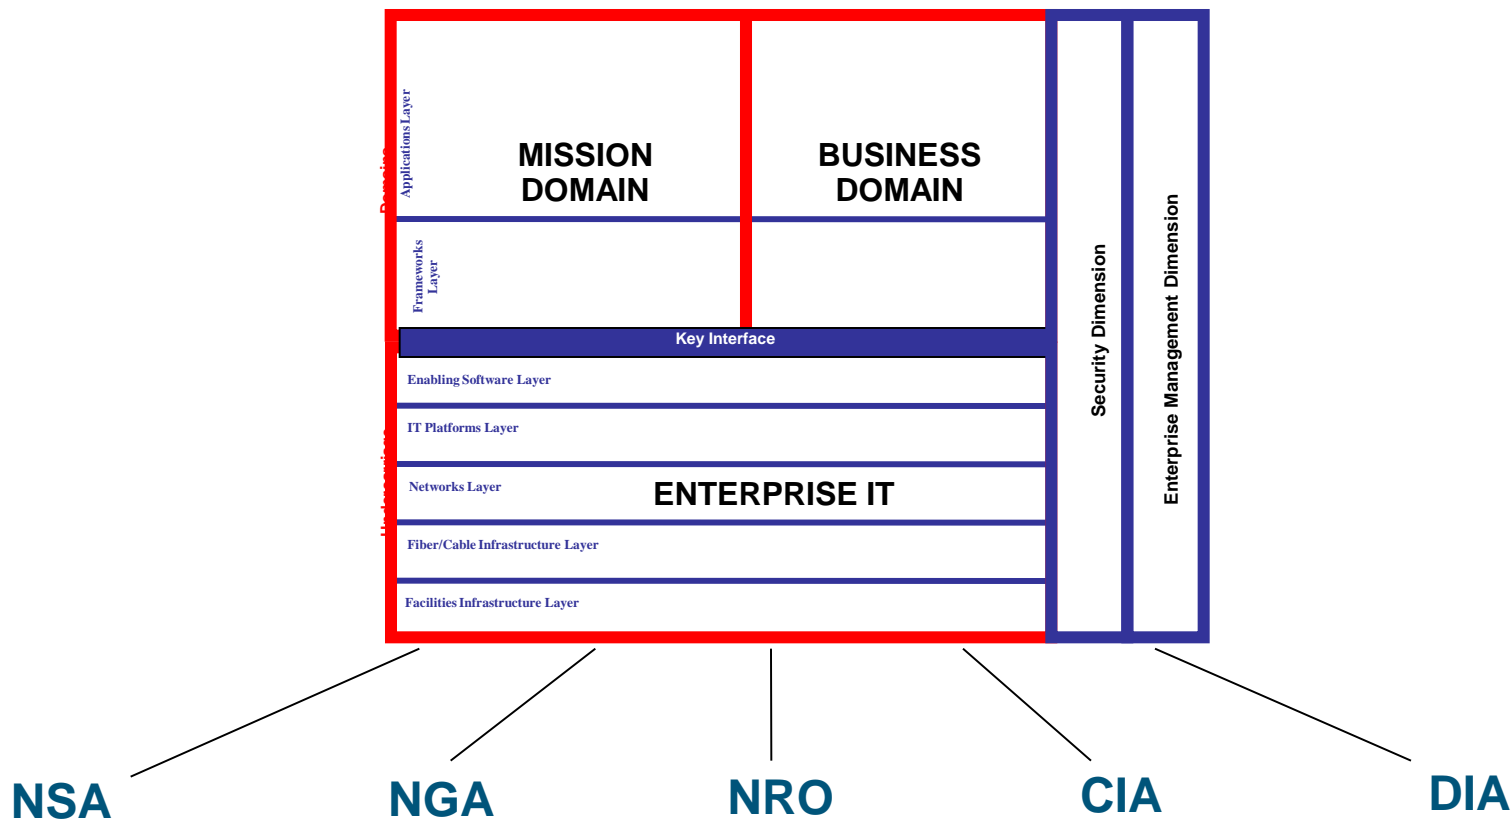 Domains
Applications Layer
MISSION
DOMAIN
BUSINESS
DOMAIN
Frameworks
Layer
Security Dimension
Enterprise Management Dimension
Key Interface
Enabling Software Layer
IT Platforms Layer
Networks Layer
ENTERPRISE IT
Fiber/Cable Infrastructure Layer
Facilities Infrastructure Layer
NSA
NGA
NRO
CIA
DIA